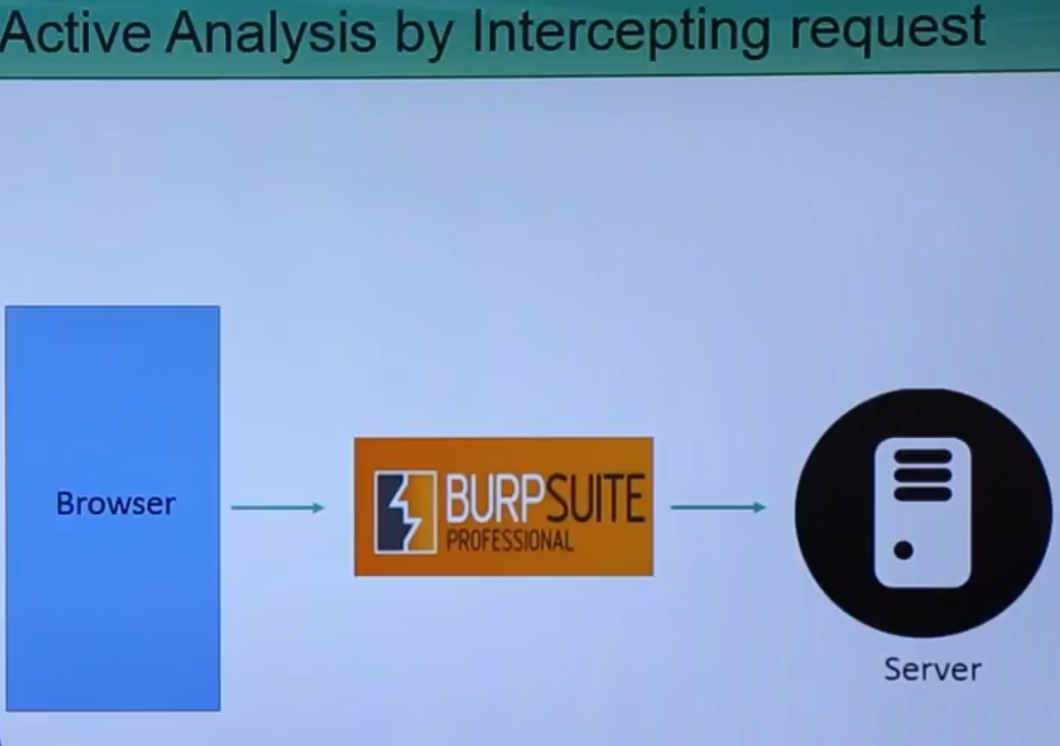 Active Analysis by Intercepting request
Browser
BURPSUITE
PROFESSIONAL
Server